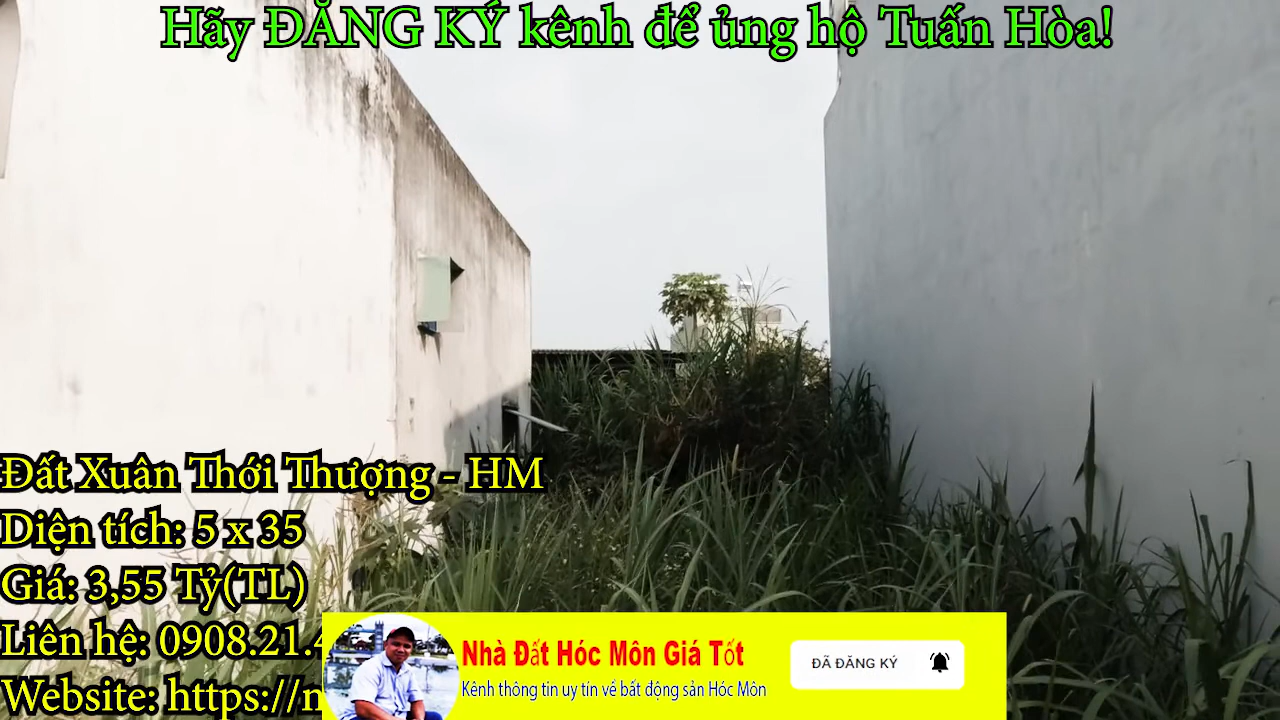 Hãy ĐĂNG KÝ kênh để ủng hộ Tuấn Hòa!
Đất Xuân Thới Thượng - HM
Diện tích: 5 x 35
Giá: 3,55 Tỷ(TL)
Liên hệ: 0908.21.
Website: https://
Nhà Đất Hóc Môn Giá Tốt
Kênh thông tin uy tín về bất động sản Hóc Môn
ĐÃ ĐĂNG KÝ